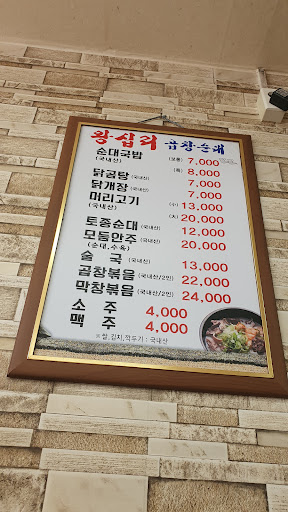 왕십리 곱창순대
순대국밥 (보통) 7,000
(국내산) (특) 8,000
닭곰탕 (국내산) 7,000
닭개장 (국내산) 7,000
머리고기 (소) 13,000
(국내산) (대) 20,000
토종순대 (국내산) 12,000
모듬안주 (국내산) 20,000
(순대,수육)
술국 (국내산) 13,000
곱창볶음 (국내산/2인) 22,000
막창볶음 (국내산/2인) 24,000
소주 4,000
맥주 4,000
※쌀,김치,깍두기 : 국내산